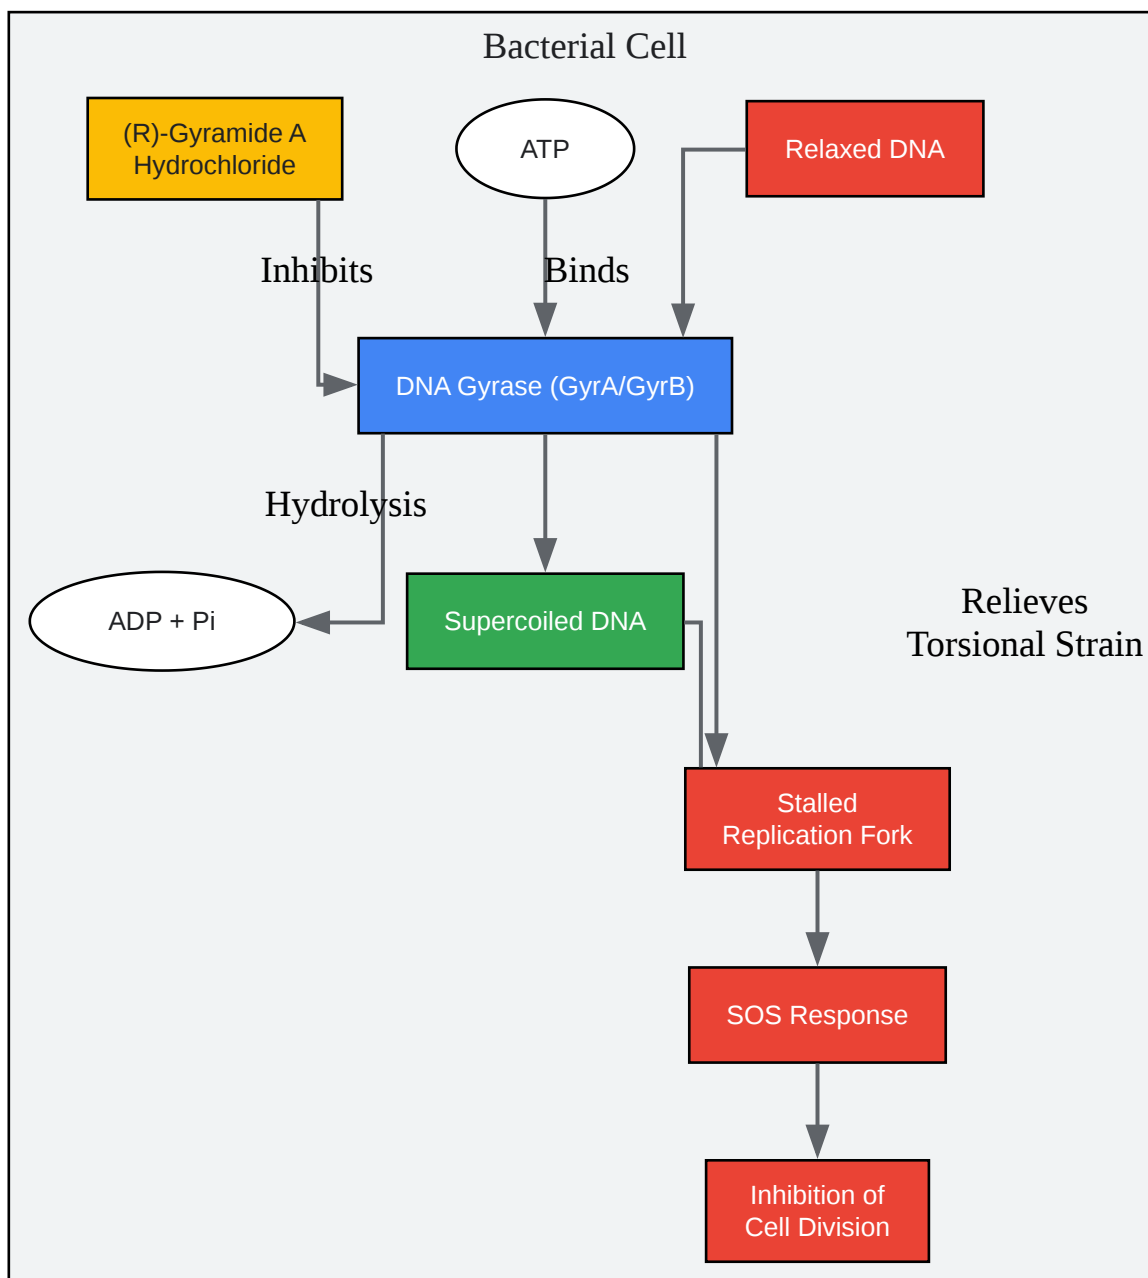 Bacterial Cell
(R)-Gyramide A
Hydrochloride
ATP
Relaxed DNA
Inhibits
Binds
DNA Gyrase (GyrA/GyrB)
Hydrolysis
ADP + Pi
Supercoiled DNA
Relieves
Torsional Strain
Stalled
Replication Fork
SOS Response
Inhibition of
Cell Division